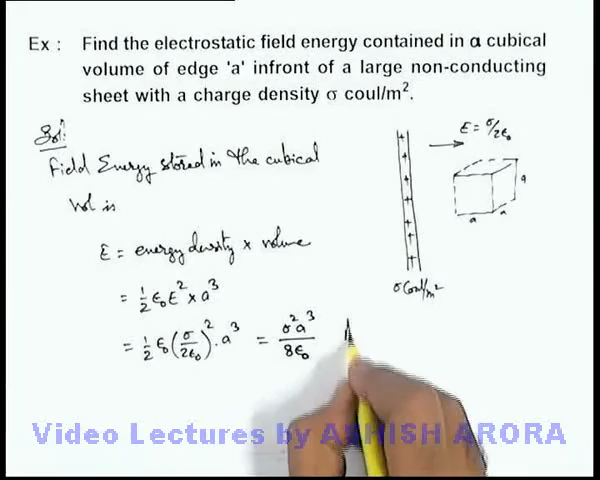 Ex : Find the electrostatic field energy contained in a cubical
volume of edge 'a' infront of a large non-conducting
sheet with a charge density σ coul/m².
Sol:
Field Energy stored in the cubical
Vol is
E = energy density × volume
= ½ ε₀E² × a³
= ½ ε₀(σ/2ε₀)² · a³ = σ²a³/8ε₀
E = σ/2ε₀
+
+
+
+
+
+
+
a
a
a
σ Coul/m²
Video Lectures by ASHISH ARORA